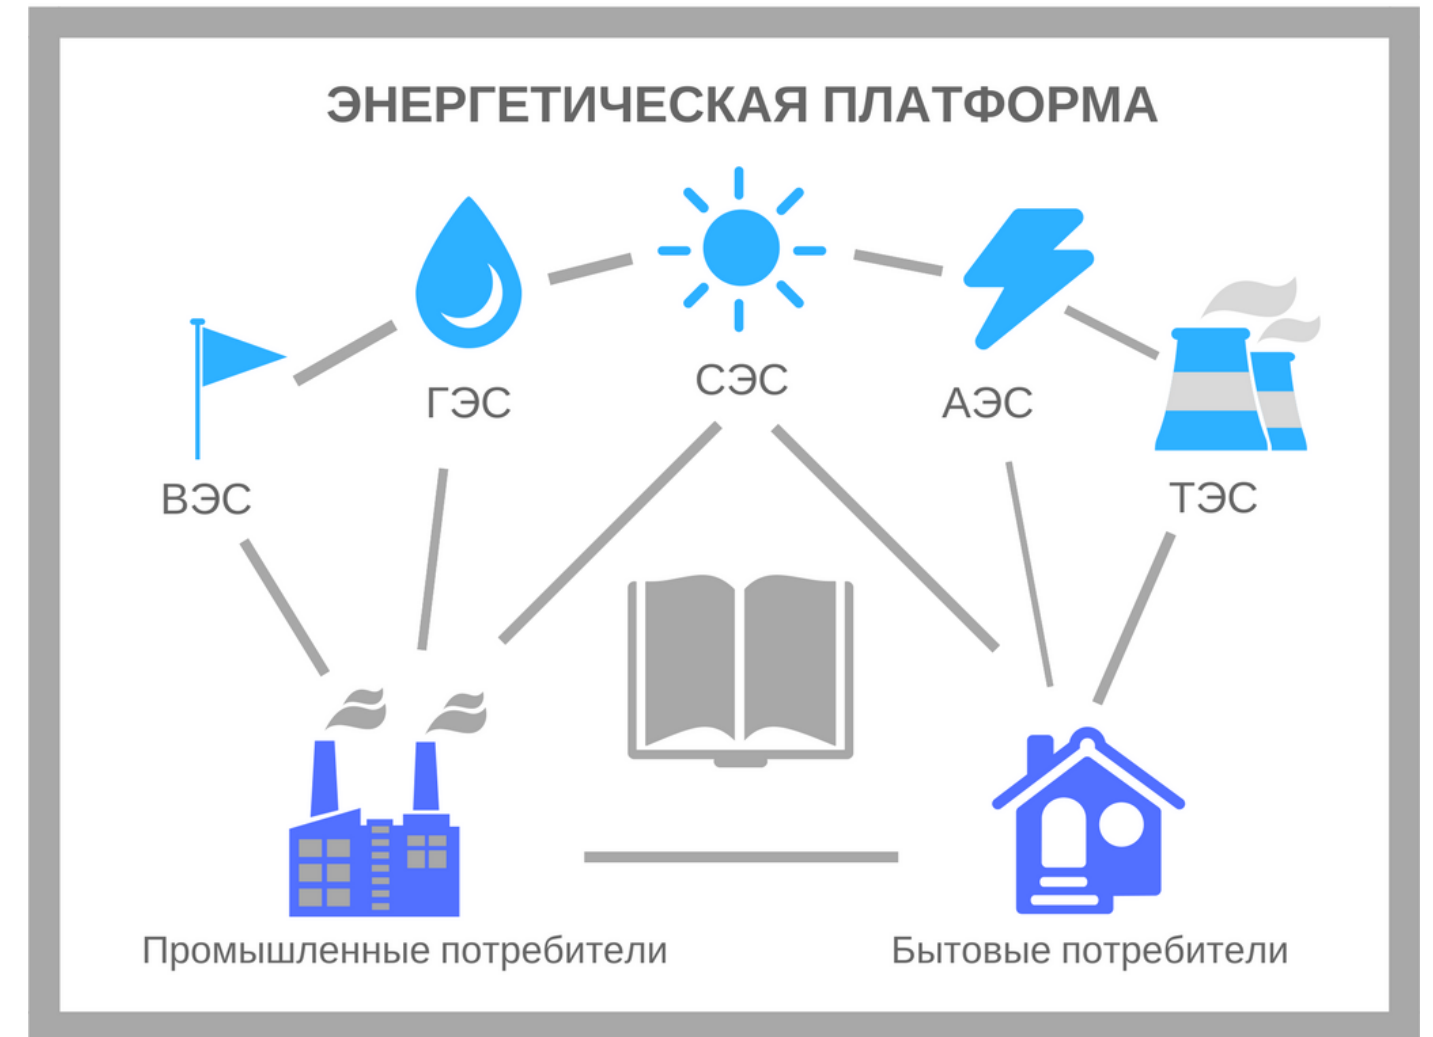 ЭНЕРГЕТИЧЕСКАЯ ПЛАТФОРМА
СЭС
ГЭС
АЭС
ВЭС
ТЭС
Промышленные потребители
Бытовые потребители